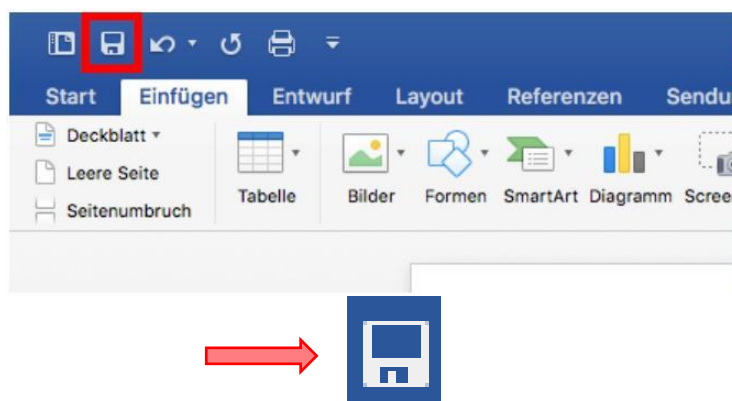 Start Einfügen Entwurf Layout Referenzen
Deckblatt
Leere Seite
Seitenumbruch
Tabelle Bilder Formen SmartArt Diagramm